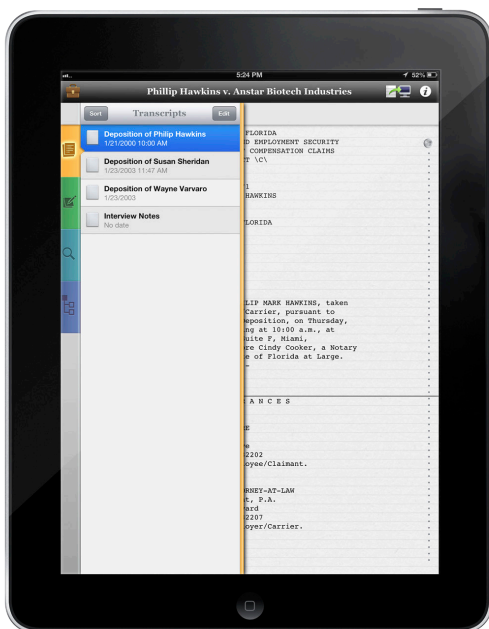 5:24 PM
52%
Phillip Hawkins v. Anstar Biotech Industries
Sort
Transcripts
Edit
Deposition of Philip Hawkins
1/21/2000 10:00 AM
Deposition of Susan Sheridan
1/23/2003 11:47 AM
Deposition of Wayne Varvaro
1/23/2003
Interview Notes
No date
FLORIDA
D EMPLOYMENT SECURITY
COMPENSATION CLAIMS
T \C\
HAWKINS
LORIDA
LIP MARK HAWKINS, taken
Carrier, pursuant to
eposition, on Thursday,
ng at 10:00 a.m., at
uite F, Miami,
re Cindy Cooker, a Notary
e of Florida at Large.
A N C E S
2202
oyee/Claimant.
RNEY-AT-LAW
t, P.A.
ard
2207
oyer/Carrier.